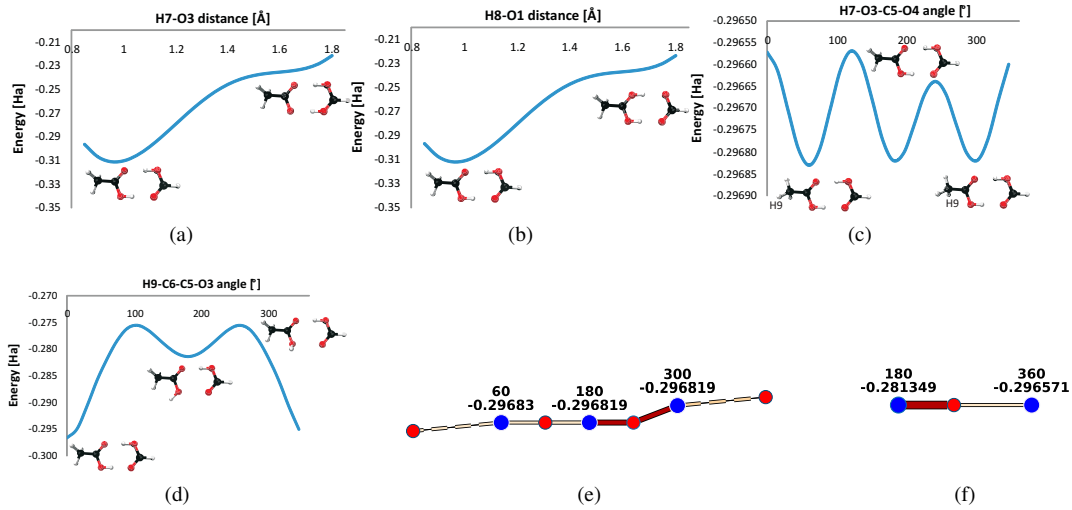 H7-O3 distance [Å]
-0.21
0.8 1 1.2 1.4 1.6 1.8
-0.23
-0.25
-0.27
-0.29
-0.31
-0.33
-0.35
Energy [Ha]
(a)
H8-O1 distance [Å]
-0.21
0.8 1 1.2 1.4 1.6 1.8
-0.23
-0.25
-0.27
-0.29
-0.31
-0.33
-0.35
Energy [Ha]
(b)
H7-O3-C5-O4 angle [°]
-0.29650
0 100 200 300
-0.29655
-0.29660
-0.29665
-0.29670
-0.29675
-0.29680
-0.29685
-0.29690
Energy [Ha]
H9
H9
(c)
H9-C6-C5-O3 angle [°]
-0.270
0 100 200 300
-0.275
-0.280
-0.285
-0.290
-0.295
-0.300
Energy [Ha]
(d)
60
-0.29683
180
-0.296819
300
-0.296819
(e)
180
-0.281349
360
-0.296571
(f)